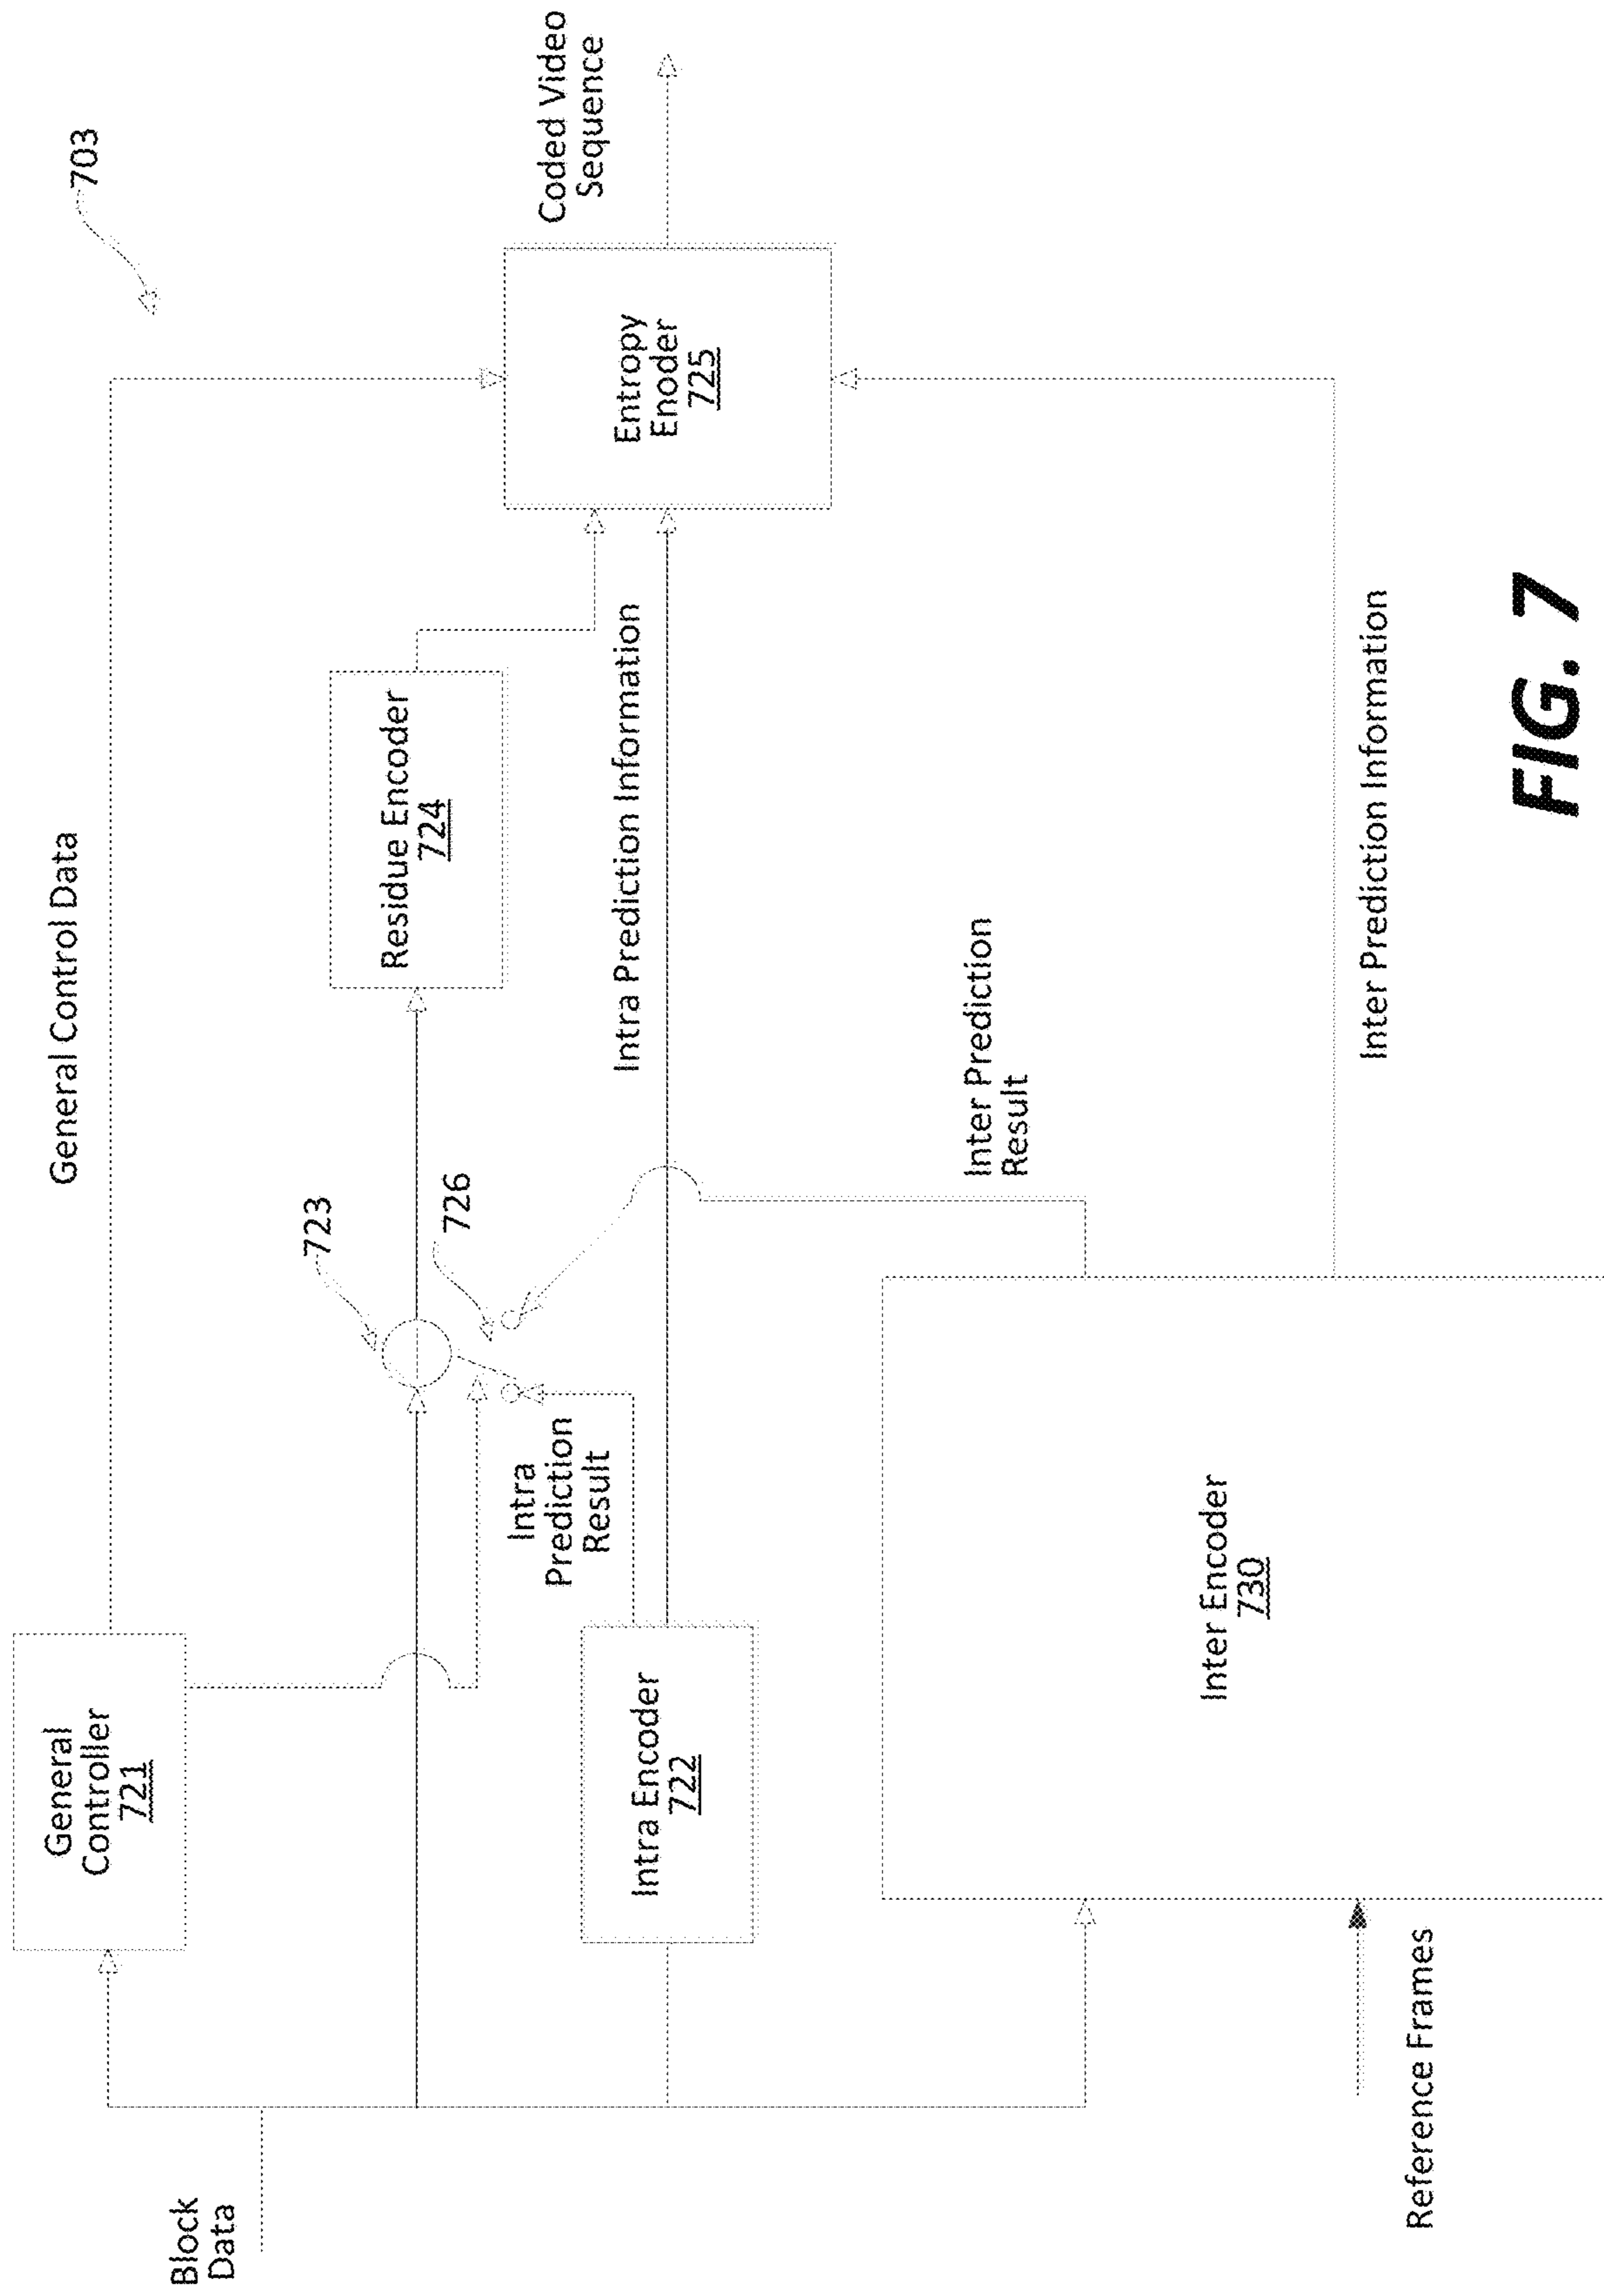 703
General Control Data
General
Controller
721
Block
Data
723
726
Residue Encoder
724
Coded Video
Sequence
Entropy
Enoder
725
Intra
Prediction
Result
Intra Prediction Information
Intra Encoder
722
Inter Prediction
Result
Inter Encoder
730
Inter Prediction Information
Reference Frames
FIG. 7